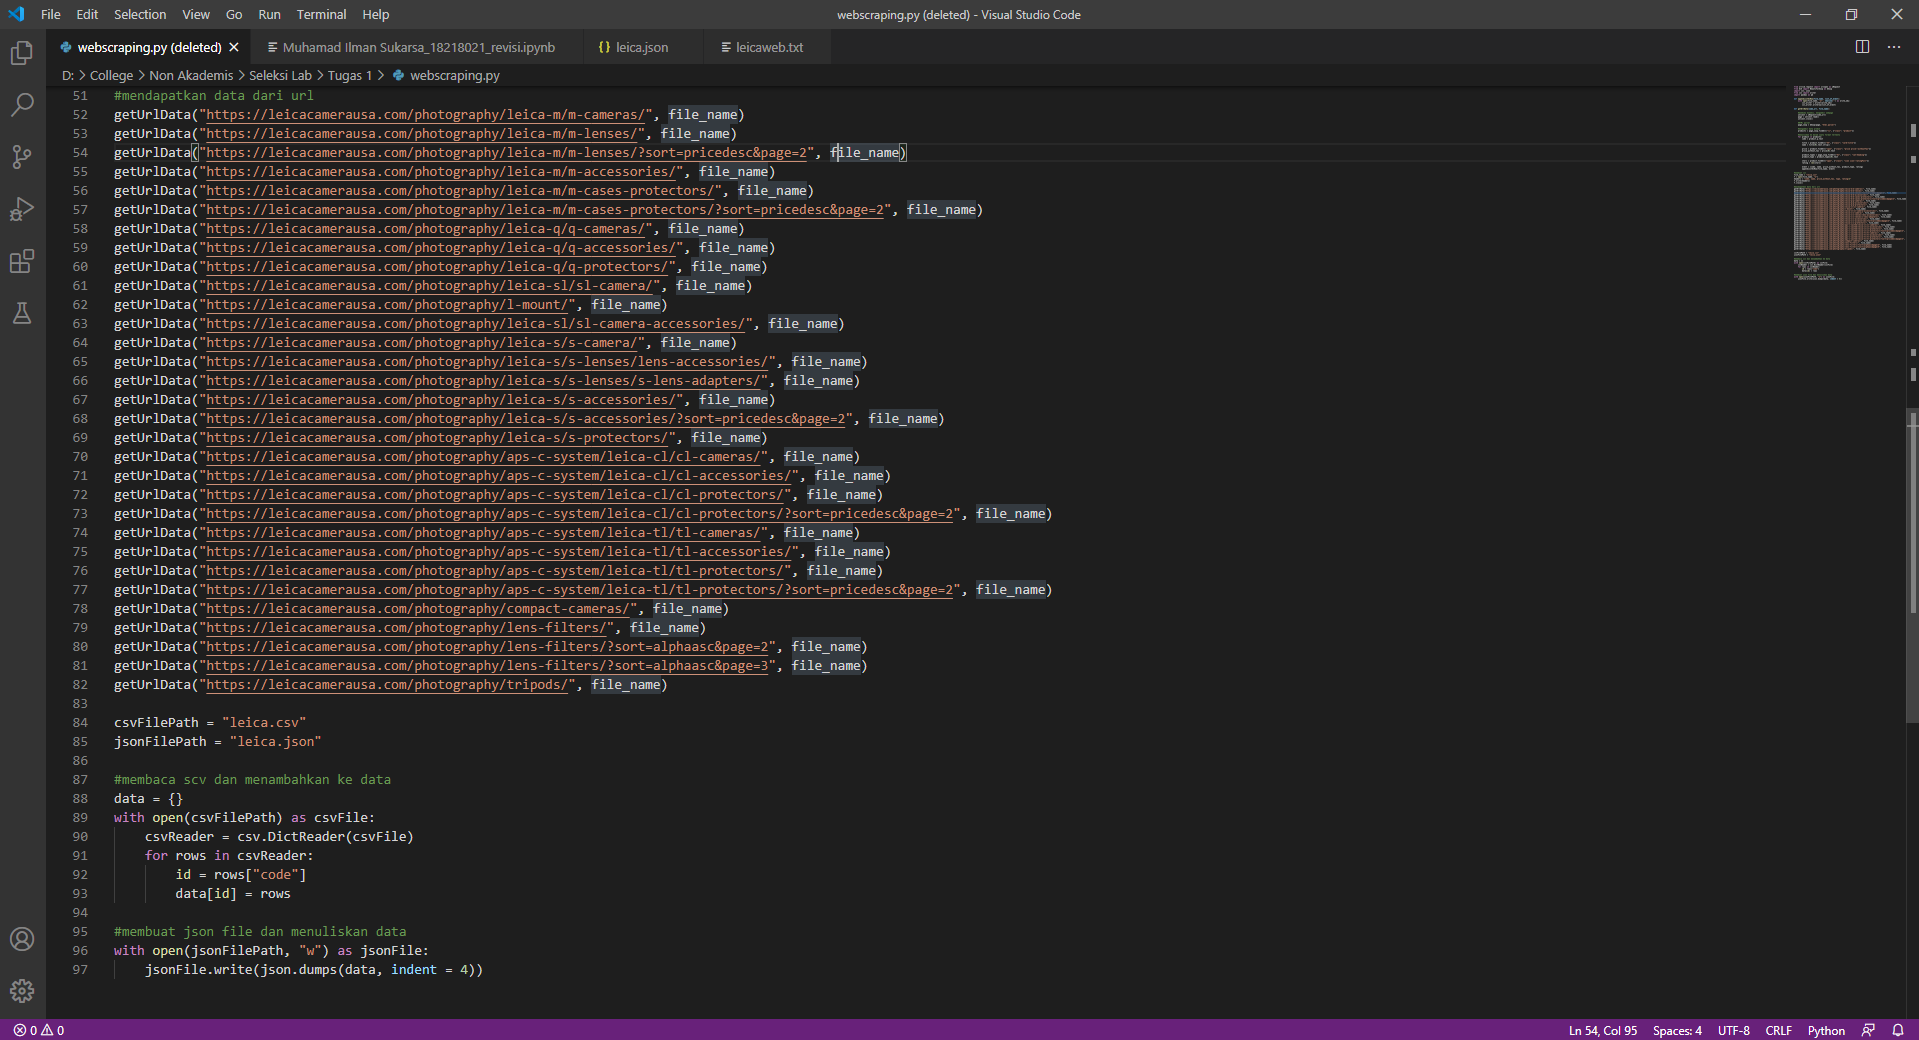 File Edit Selection View Go Run Terminal Help webscraping.py (deleted) - Visual Studio Code
webscraping.py (deleted) Muhamad Ilman Sukarsa_18218021_revisi.ipynb {} leica.json leicaweb.txt
D: > College > Non Akademis > Seleksi Lab > Tugas 1 > webscraping.py
51 #mendapatkan data dari url
52 getUrlData("https://leicacamerausa.com/photography/leica-m/m-cameras/", file_name)
53 getUrlData("https://leicacamerausa.com/photography/leica-m/m-lenses/", file_name)
54 getUrlData("https://leicacamerausa.com/photography/leica-m/m-lenses/?sort=pricedesc&page=2", file_name)
55 getUrlData("https://leicacamerausa.com/photography/leica-m/m-accessories/", file_name)
56 getUrlData("https://leicacamerausa.com/photography/leica-m/m-cases-protectors/", file_name)
57 getUrlData("https://leicacamerausa.com/photography/leica-m/m-cases-protectors/?sort=pricedesc&page=2", file_name)
58 getUrlData("https://leicacamerausa.com/photography/leica-q/q-cameras/", file_name)
59 getUrlData("https://leicacamerausa.com/photography/leica-q/q-accessories/", file_name)
60 getUrlData("https://leicacamerausa.com/photography/leica-q/q-protectors/", file_name)
61 getUrlData("https://leicacamerausa.com/photography/leica-sl/sl-camera/", file_name)
62 getUrlData("https://leicacamerausa.com/photography/l-mount/", file_name)
63 getUrlData("https://leicacamerausa.com/photography/leica-sl/sl-camera-accessories/", file_name)
64 getUrlData("https://leicacamerausa.com/photography/leica-s/s-camera/", file_name)
65 getUrlData("https://leicacamerausa.com/photography/leica-s/s-lenses/lens-accessories/", file_name)
66 getUrlData("https://leicacamerausa.com/photography/leica-s/s-lenses/s-lens-adapters/", file_name)
67 getUrlData("https://leicacamerausa.com/photography/leica-s/s-accessories/", file_name)
68 getUrlData("https://leicacamerausa.com/photography/leica-s/s-accessories/?sort=pricedesc&page=2", file_name)
69 getUrlData("https://leicacamerausa.com/photography/leica-s/s-protectors/", file_name)
70 getUrlData("https://leicacamerausa.com/photography/aps-c-system/leica-cl/cl-cameras/", file_name)
71 getUrlData("https://leicacamerausa.com/photography/aps-c-system/leica-cl/cl-accessories/", file_name)
72 getUrlData("https://leicacamerausa.com/photography/aps-c-system/leica-cl/cl-protectors/", file_name)
73 getUrlData("https://leicacamerausa.com/photography/aps-c-system/leica-cl/cl-protectors/?sort=pricedesc&page=2", file_name)
74 getUrlData("https://leicacamerausa.com/photography/aps-c-system/leica-tl/tl-cameras/", file_name)
75 getUrlData("https://leicacamerausa.com/photography/aps-c-system/leica-tl/tl-accessories/", file_name)
76 getUrlData("https://leicacamerausa.com/photography/aps-c-system/leica-tl/tl-protectors/", file_name)
77 getUrlData("https://leicacamerausa.com/photography/aps-c-system/leica-tl/tl-protectors/?sort=pricedesc&page=2", file_name)
78 getUrlData("https://leicacamerausa.com/photography/compact-cameras/", file_name)
79 getUrlData("https://leicacamerausa.com/photography/lens-filters/", file_name)
80 getUrlData("https://leicacamerausa.com/photography/lens-filters/?sort=alphaasc&page=2", file_name)
81 getUrlData("https://leicacamerausa.com/photography/lens-filters/?sort=alphaasc&page=3", file_name)
82 getUrlData("https://leicacamerausa.com/photography/tripods/", file_name)
83
84 csvFilePath = "leica.csv"
85 jsonFilePath = "leica.json"
86
87 #membaca scv dan menambahkan ke data
88 data = {}
89 with open(csvFilePath) as csvFile:
90     csvReader = csv.DictReader(csvFile)
91     for rows in csvReader:
92         id = rows["code"]
93         data[id] = rows
94
95 #membuat json file dan menuliskan data
96 with open(jsonFilePath, "w") as jsonFile:
97     jsonFile.write(json.dumps(data, indent = 4))
0 0 Ln 54, Col 95 Spaces: 4 UTF-8 CRLF Python